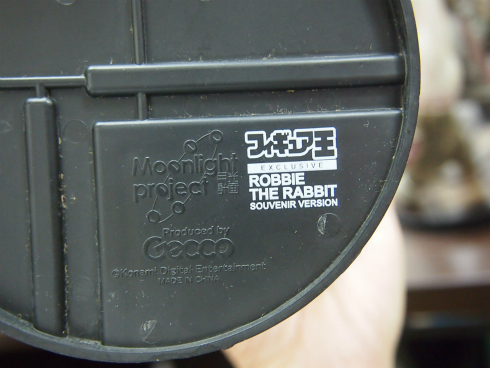 Moonlight
project
Produced by
Gecco
©Konami Digital Entertainment
MADE IN CHINA
フィギュア王
EXCLUSIVE
ROBBIE
THE RABBIT
SOUVENIR VERSION